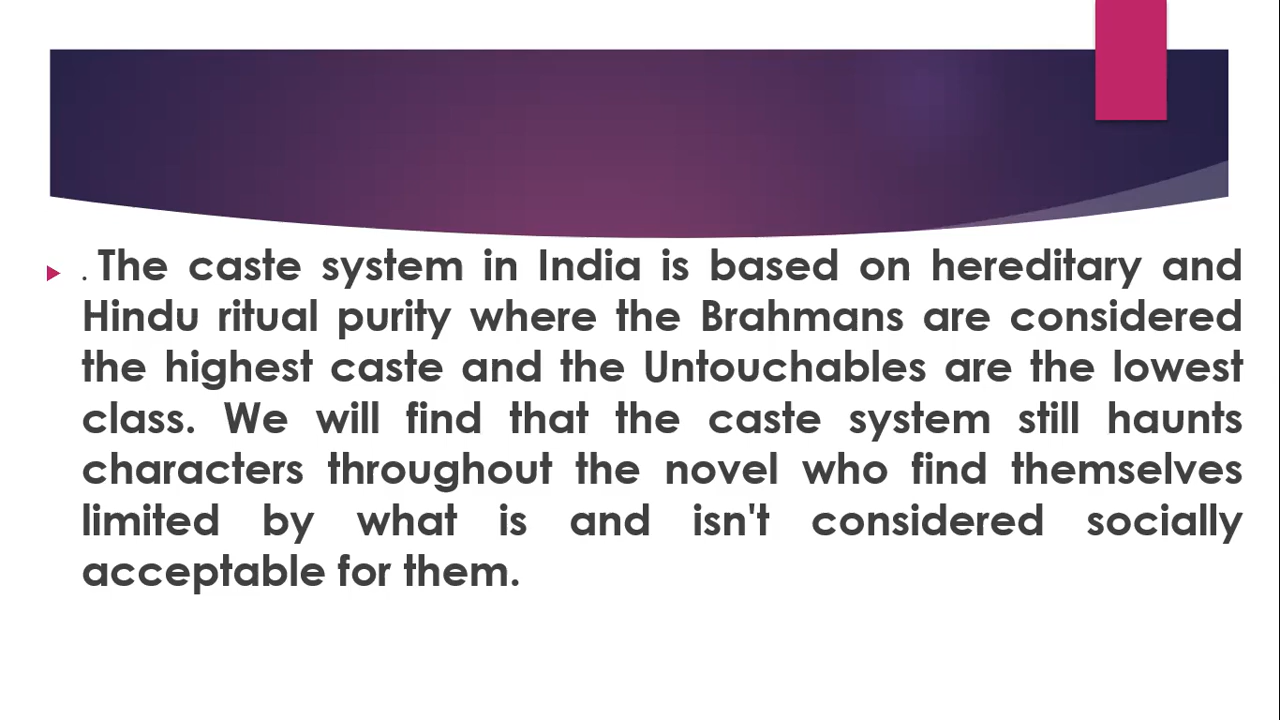 . The caste system in India is based on hereditary and
Hindu ritual purity where the Brahmans are considered
the highest caste and the Untouchables are the lowest
class. We will find that the caste system still haunts
characters throughout the novel who find themselves
limited by what is and isn't considered socially
acceptable for them.